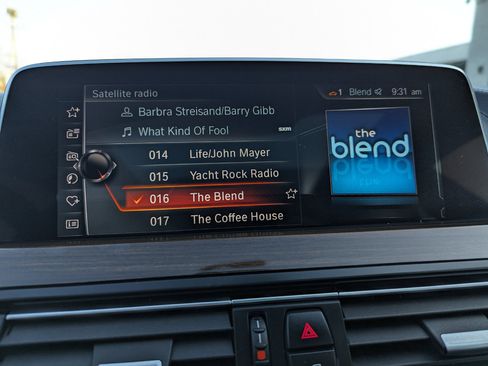 Satellite radio
1 Blend 9:31 am
Barbra Streisand/Barry Gibb
What Kind Of Fool
sxm
014 Life/John Mayer
015 Yacht Rock Radio
016 The Blend
017 The Coffee House
the
blend